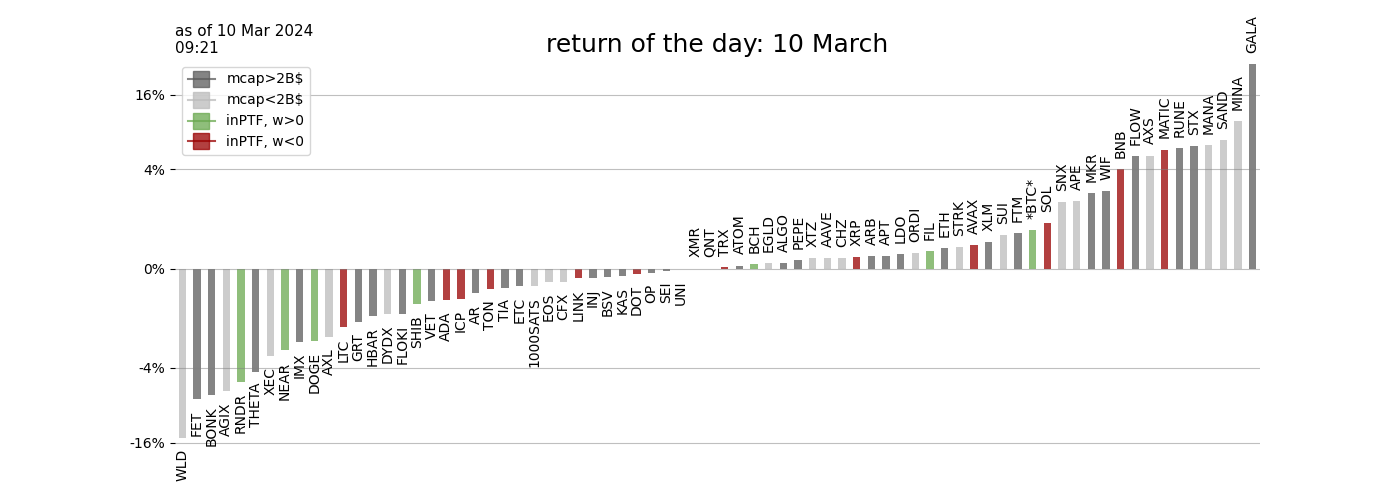 as of 10 Mar 2024
09:21
return of the day: 10 March
mcap>2B$
mcap<2B$
inPTF, w>0
inPTF, w<0
16%
4%
0%
-4%
-16%
WLD
FET
BONK
AGIX
RNDR
THETA
XEC
NEAR
IMX
DOGE
AXL
LTC
GRT
HBAR
DYDX
FLOKI
SHIB
VET
ADA
ICP
AR
TON
TIA
ETC
1000SATS
EOS
CFX
LINK
INJ
BSV
KAS
DOT
OP
SEI
UNI
XMR
QNT
TRX
ATOM
BCH
EGLD
ALGO
PEPE
XTZ
AAVE
CHZ
XRP
ARB
APT
LDO
ORDI
FIL
ETH
STRK
AVAX
XLM
SUI
FTM
*BTC*
SOL
SNX
APE
MKR
WIF
BNB
FLOW
AXS
MATIC
RUNE
STX
MANA
SAND
MINA
GALA